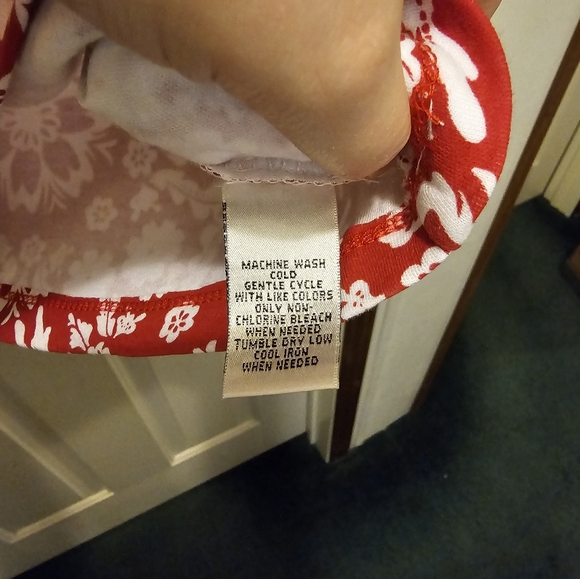 MACHINE WASH
COLD
GENTLE CYCLE
WITH LIKE COLORS
ONLY NON-
CHLORINE BLEACH
WHEN NEEDED
TUMBLE DRY LOW
COOL IRON
WHEN NEEDED